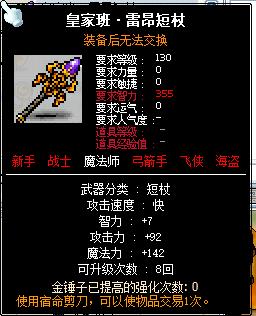 皇家班·雷昂短杖
装备后无法交换
要求等级： 130
要求力量： 0
要求敏捷： 0
要求智力： 355
要求运气： 0
要求人气度： -
道具等级： -
道具经验值： -
新手 战士 魔法师 弓箭手 飞侠 海盗
武器分类 : 短杖
攻击速度 : 快
智力 : +7
攻击力 : +92
魔法力 : +142
可升级次数 : 8回
金锤子已提高的强化次数: 0
使用宿命剪刀，可以使物品交易1次。